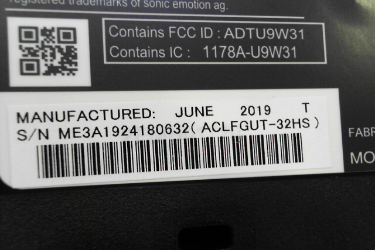 registered trademarks of sonic emotion ag.
Contains FCC ID : ADTU9W31
Contains IC : 1178A-U9W31
MANUFACTURED: JUNE 2019 T
S/N ME3A1924180632( ACLFGUT-32HS )
FABR
MO